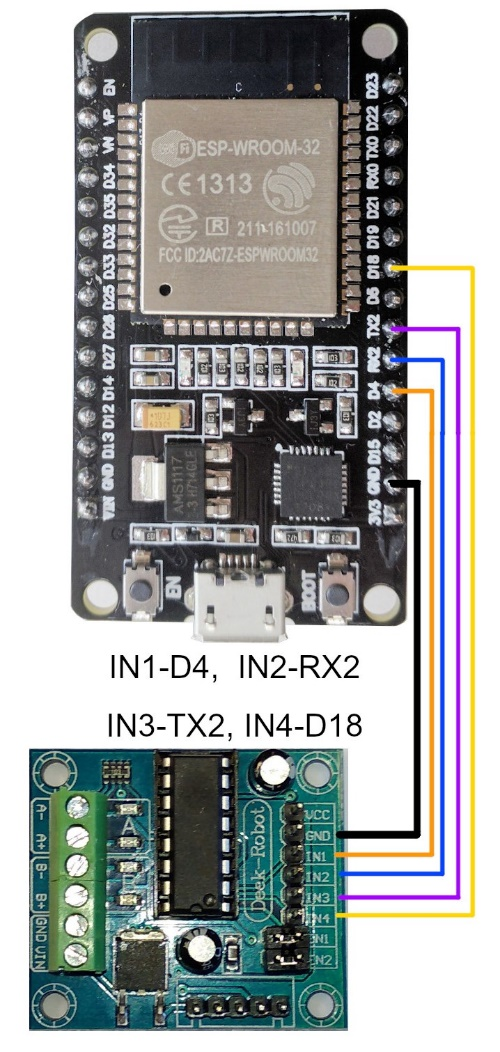 C
EN
VP
VN
D34
D35
D32
D33
D25
D26
D27
D14
D12
D13
GND
VIN
D23
D22
TX0
RX0
D21
D19
D18
D5
TX2
RX2
D4
D2
D15
GND
3V3
Wi Fi ESP-WROOM-32
CE1313
R 211-161007
FCC ID:2AC7Z-ESPWROOM32
AMS1117
EN
BOOT
IN1-D4, IN2-RX2
IN3-TX2, IN4-D18
A-
A+
B-
B+
GND
VIN
A
B
Deek-Robot
VCC
GND
IN1
IN2
IN3
IN4
EN1
EN2